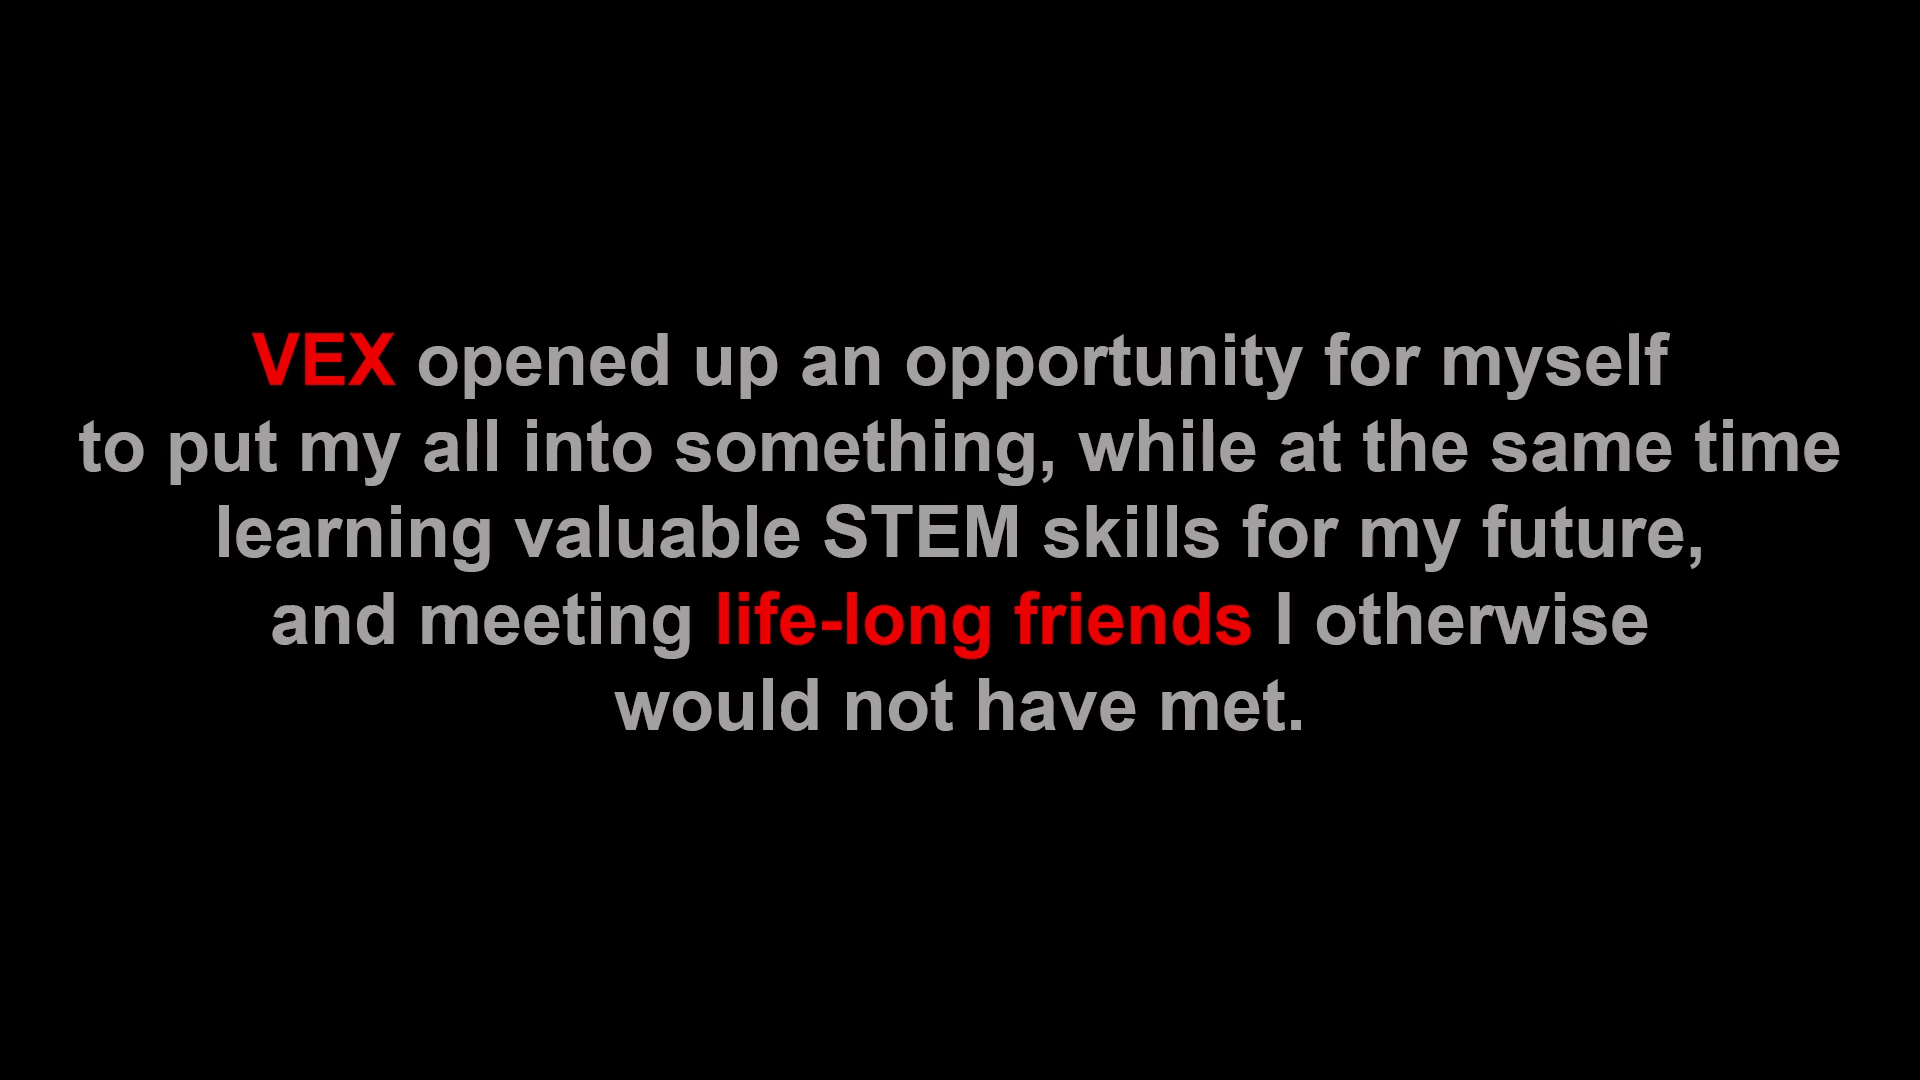 VEX opened up an opportunity for myself
to put my all into something, while at the same time
learning valuable STEM skills for my future,
and meeting life-long friends I otherwise
would not have met.